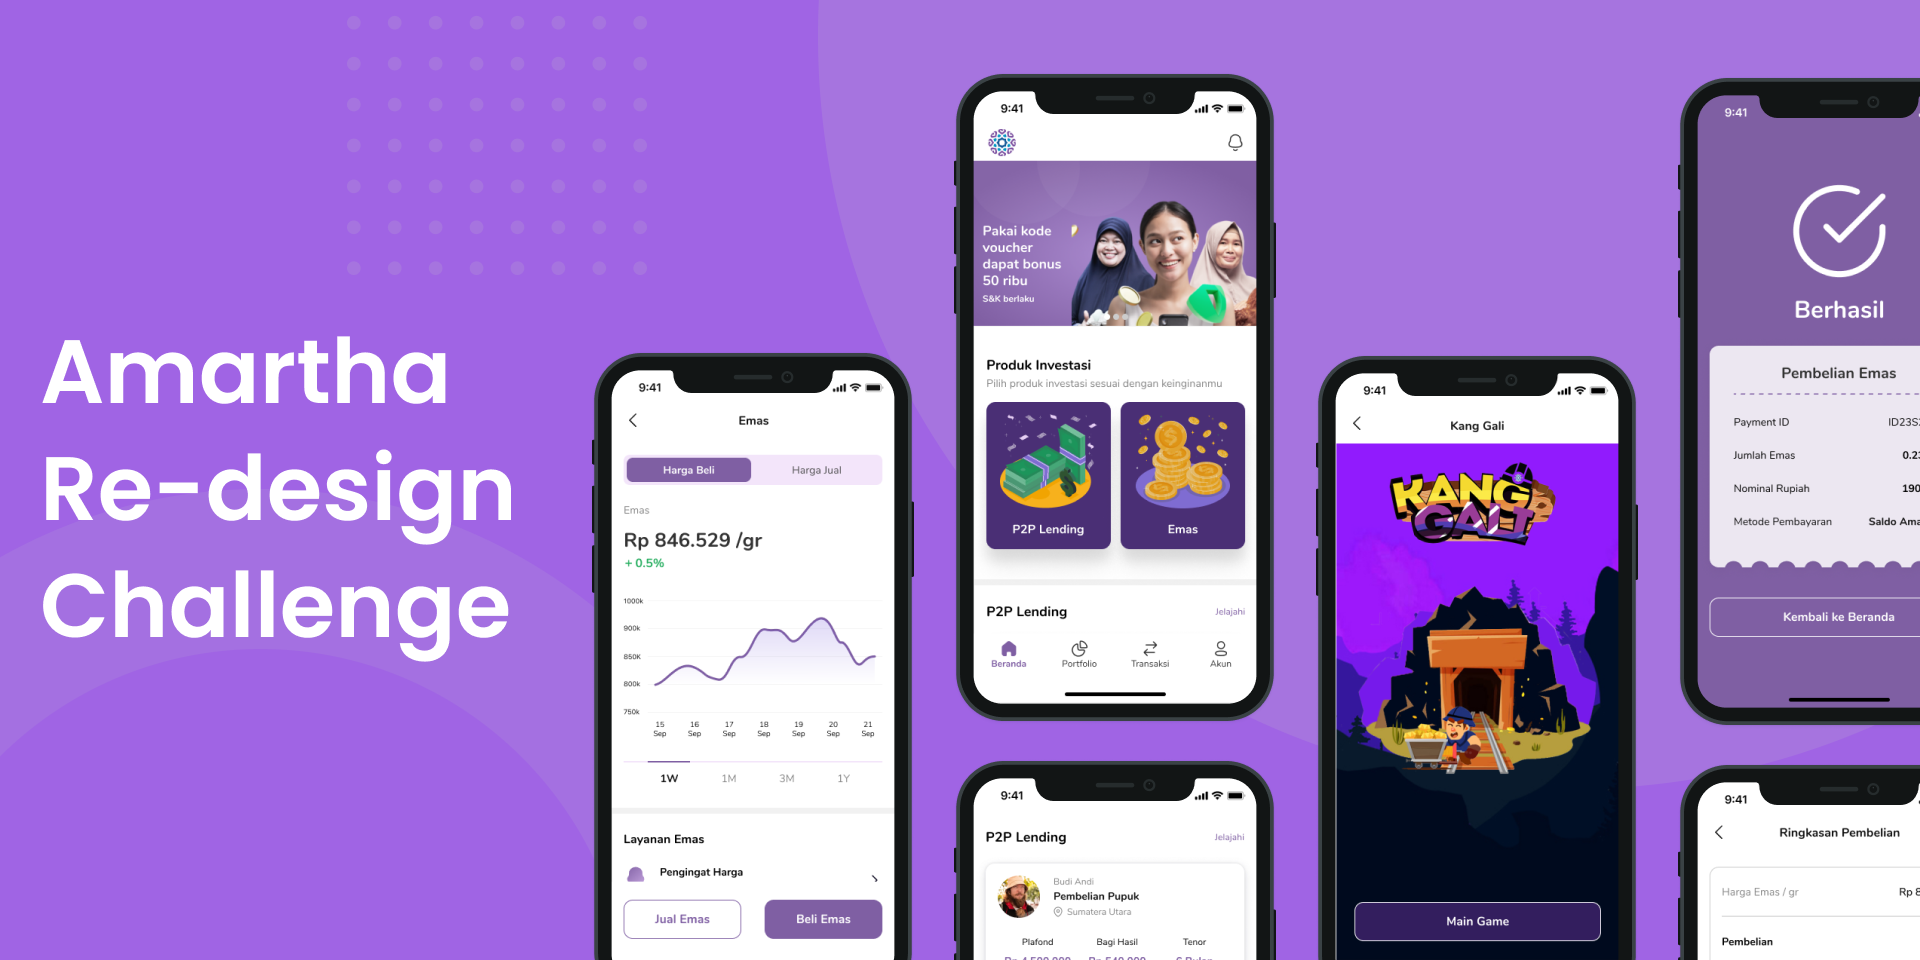 Amartha
Re-design
Challenge
9:41
Emas
Harga Beli
Harga Jual
Emas
Rp 846.529 /gr
+ 0.5%
1000k
900k
850K
800k
750k
15 Sep
16 Sep
17 Sep
18 Sep
19 Sep
20 Sep
21 Sep
1W
1M
3M
1Y
Layanan Emas
Pengingat Harga
Jual Emas
Beli Emas
9:41
Pakai kode
voucher
dapat bonus
50 ribu
S&K berlaku
Produk Investasi
Pilih produk investasi sesuai dengan keinginanmu
P2P Lending
Emas
P2P Lending
Jelajahi
Beranda
Portfolio
Transaksi
Akun
9:41
P2P Lending
Jelajahi
Budi Andi
Pembelian Pupuk
Sumatera Utara
Plafond
Bagi Hasil
Tenor
9:41
Kang Gali
KANG
GALI
Main Game
9:41
Berhasil
Pembelian Emas
Payment ID
Jumlah Emas
Nominal Rupiah
Metode Pembayaran
Saldo
Kembali ke Beranda
9:41
Ringkasan Pembelian
Harga Emas / gr
Rp
Pembelian